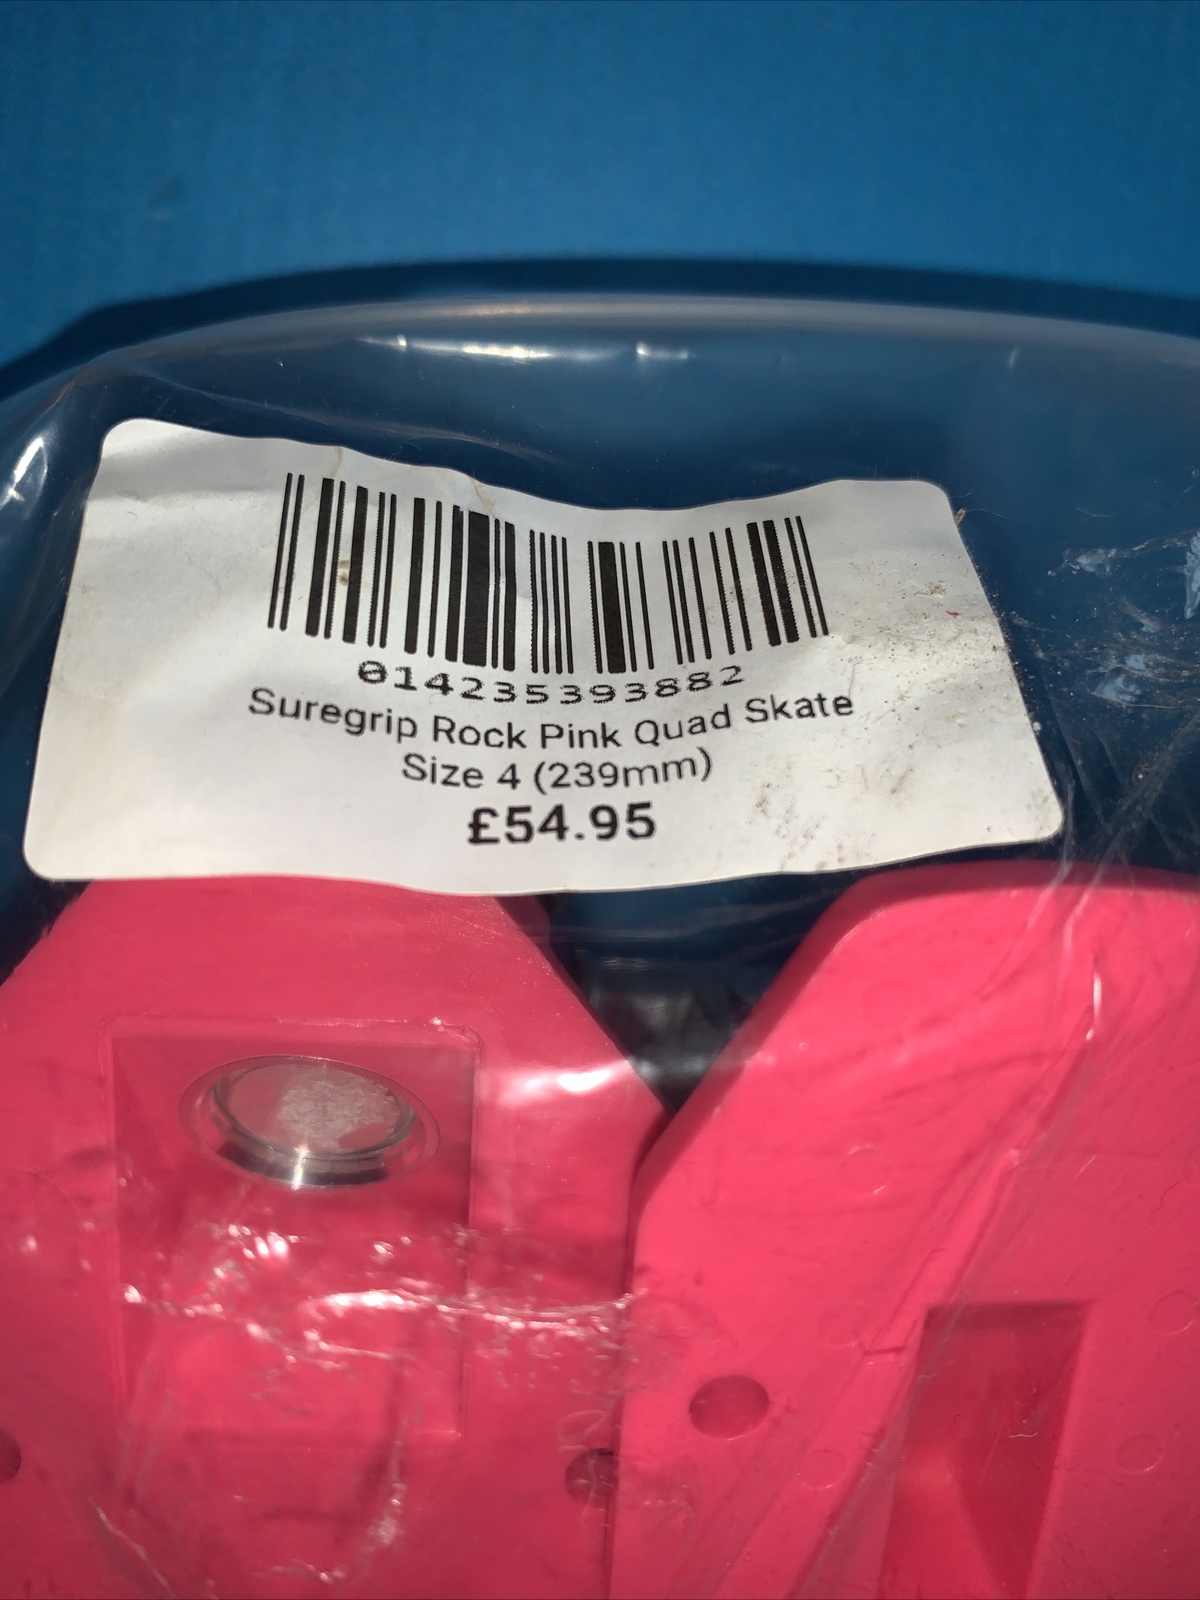 014235393882
Suregrip Rock Pink Quad Skate
Size 4 (239mm)
£54.95